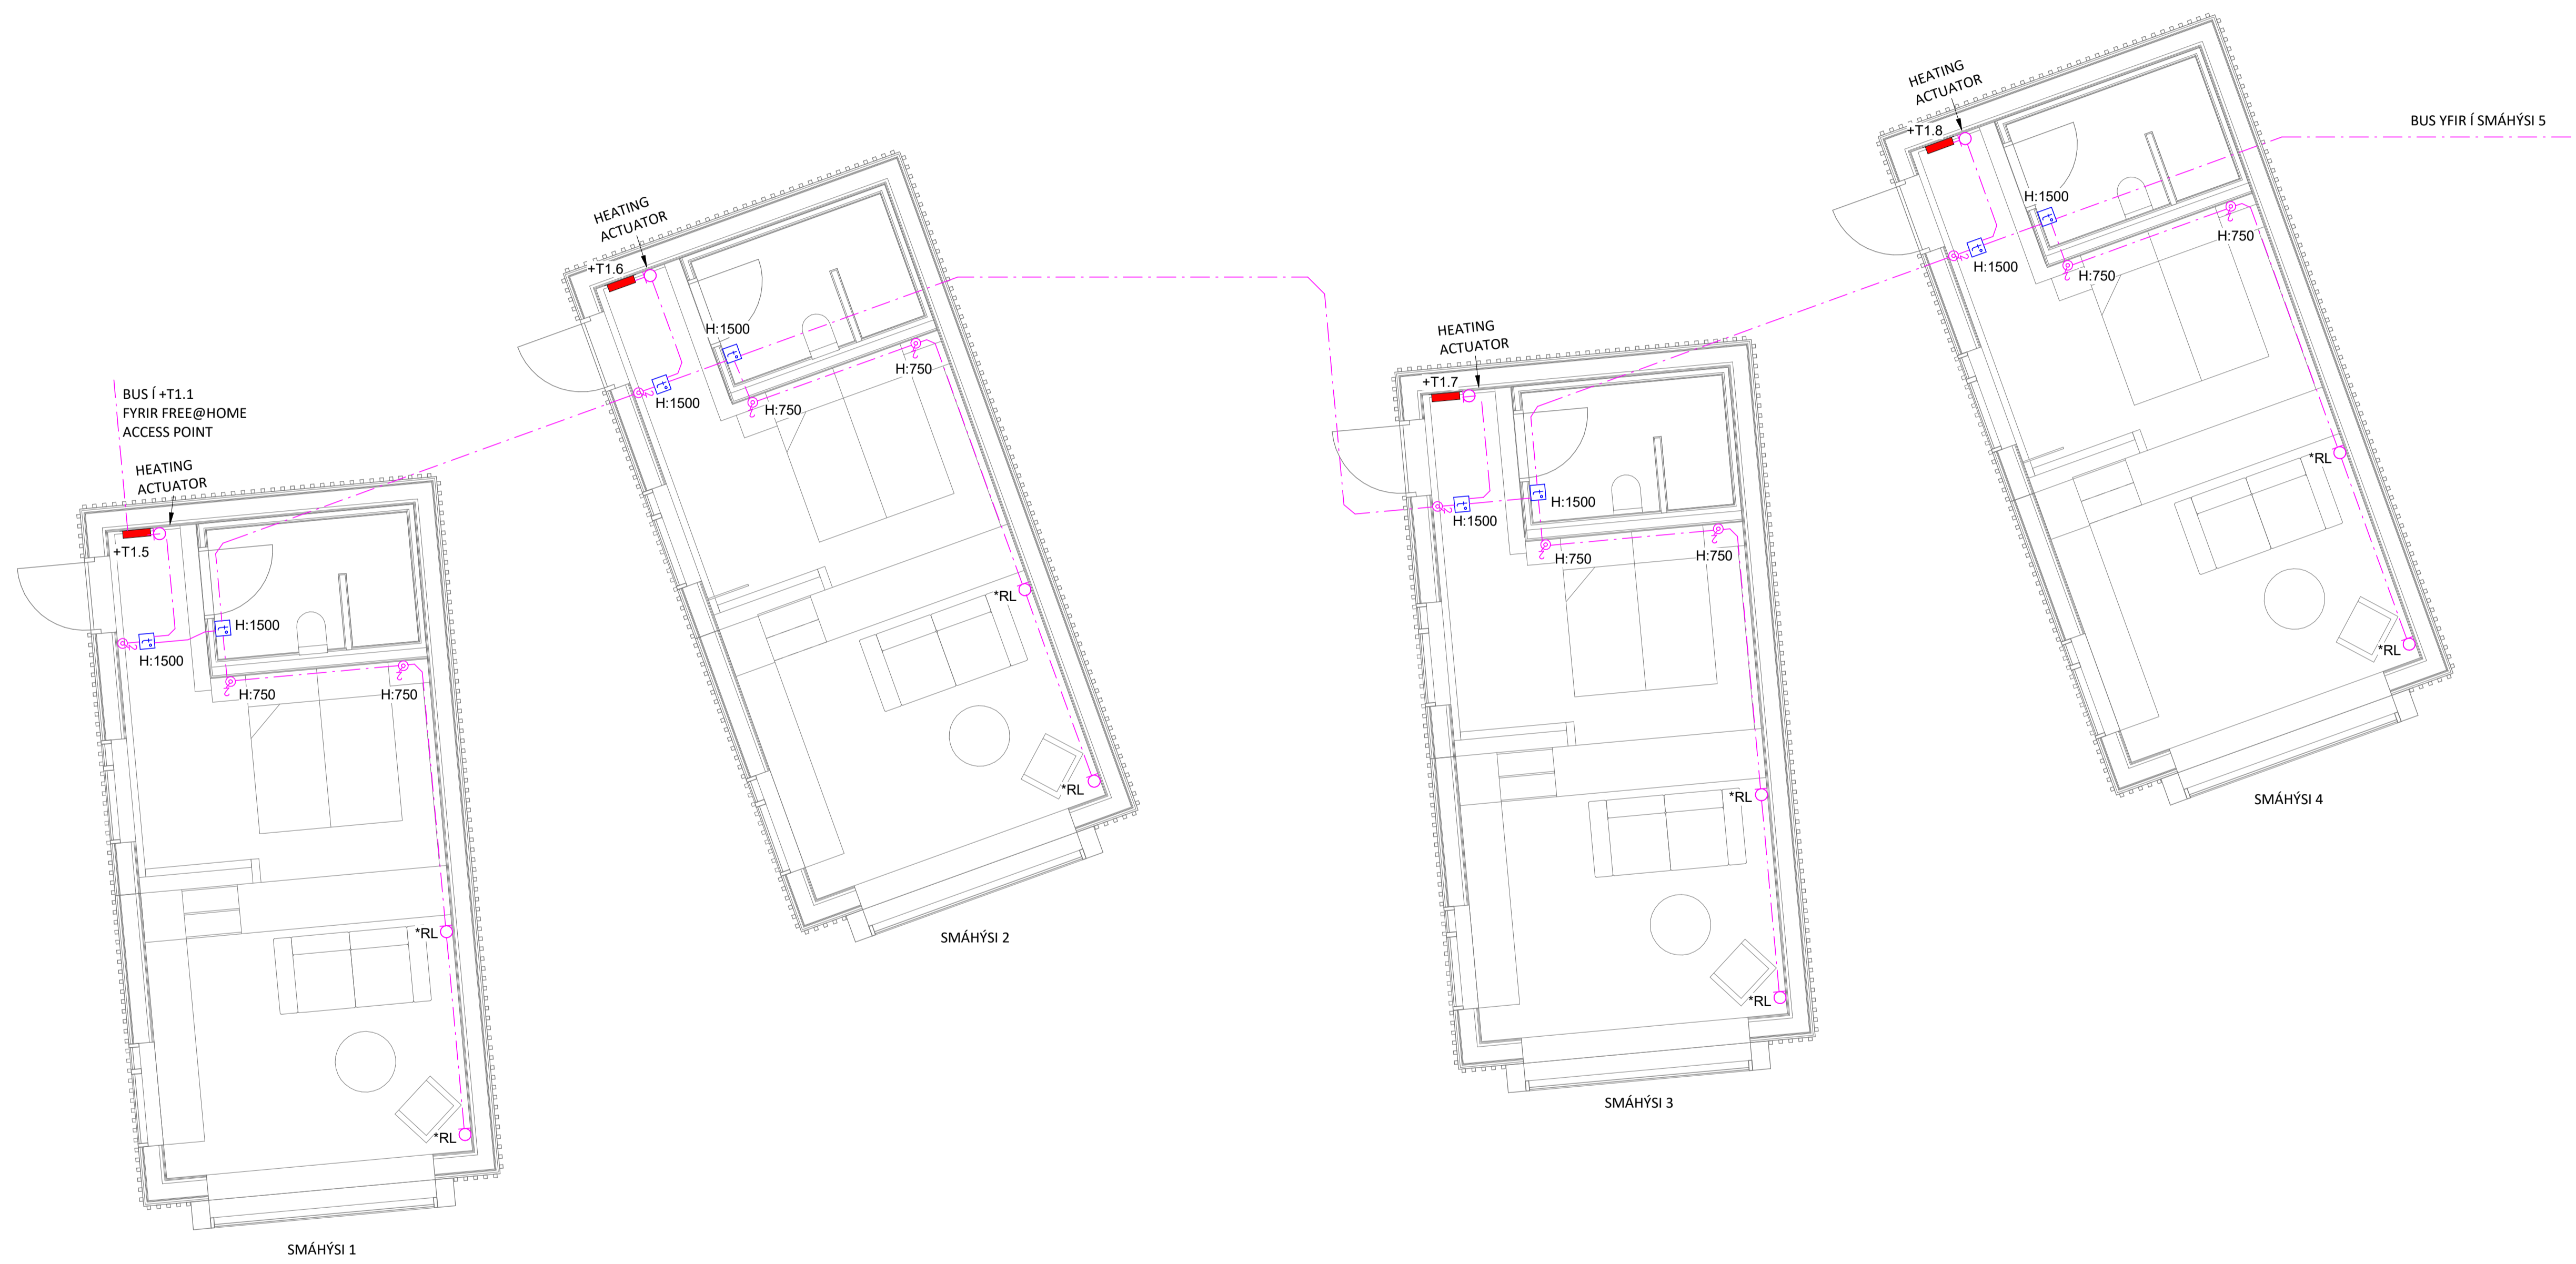 BUS Í +T1.1
FYRIR FREE@HOME
ACCESS POINT
HEATING
ACTUATOR
+T1.5
H:1500
H:1500
H:750
H:750
*RL
*RL
SMÁHÝSI 1
HEATING
ACTUATOR
+T1.6
H:1500
H:1500
H:750
H:750
*RL
*RL
SMÁHÝSI 2
HEATING
ACTUATOR
+T1.7
H:1500
H:1500
H:750
H:750
*RL
*RL
SMÁHÝSI 3
HEATING
ACTUATOR
+T1.8
BUS YFIR Í SMÁHÝSI 5
H:1500
H:1500
H:750
H:750
*RL
*RL
SMÁHÝSI 4